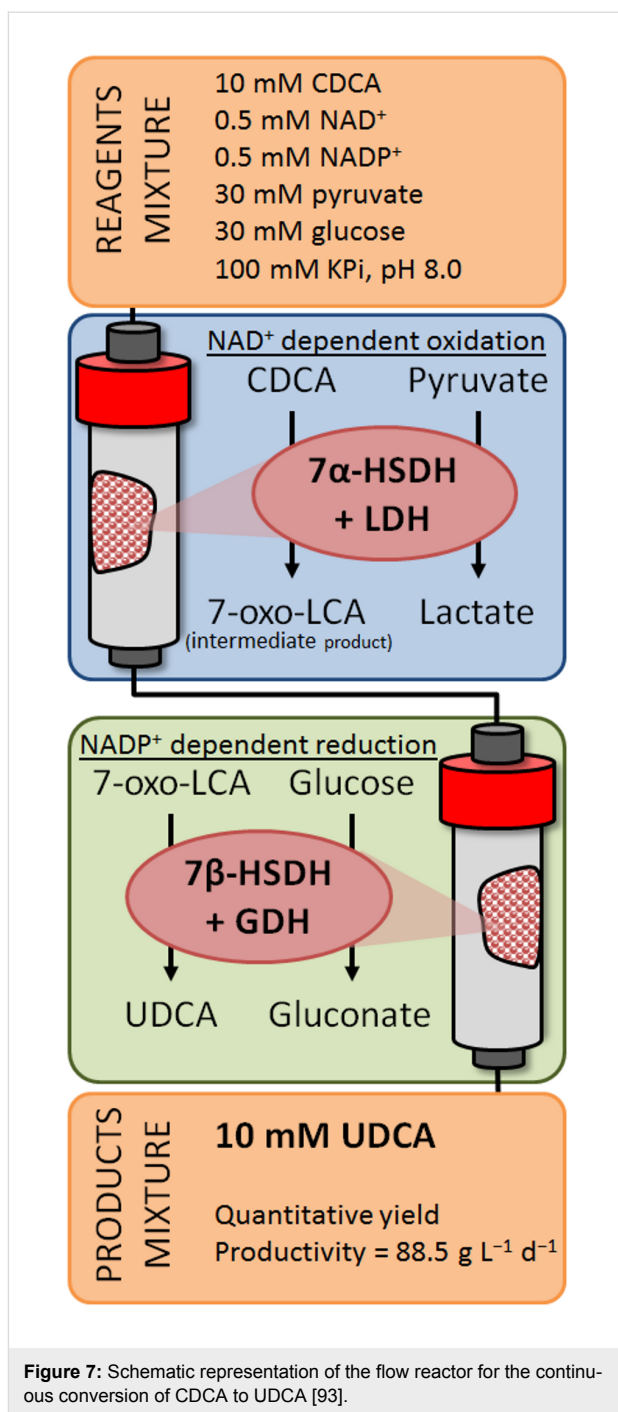 REAGENTS
MIXTURE
10 mM CDCA
0.5 mM NAD⁺
0.5 mM NADP⁺
30 mM pyruvate
30 mM glucose
100 mM KPi, pH 8.0
NAD⁺ dependent oxidation
CDCA Pyruvate
7α-HSDH
+ LDH
7-oxo-LCA Lactate
(intermediate product)
NADP⁺ dependent reduction
7-oxo-LCA Glucose
7β-HSDH
+ GDH
UDCA Gluconate
PRODUCTS
MIXTURE
10 mM UDCA
Quantitative yield
Productivity = 88.5 g L⁻¹ d⁻¹
Figure 7: Schematic representation of the flow reactor for the continu-
ous conversion of CDCA to UDCA [93].